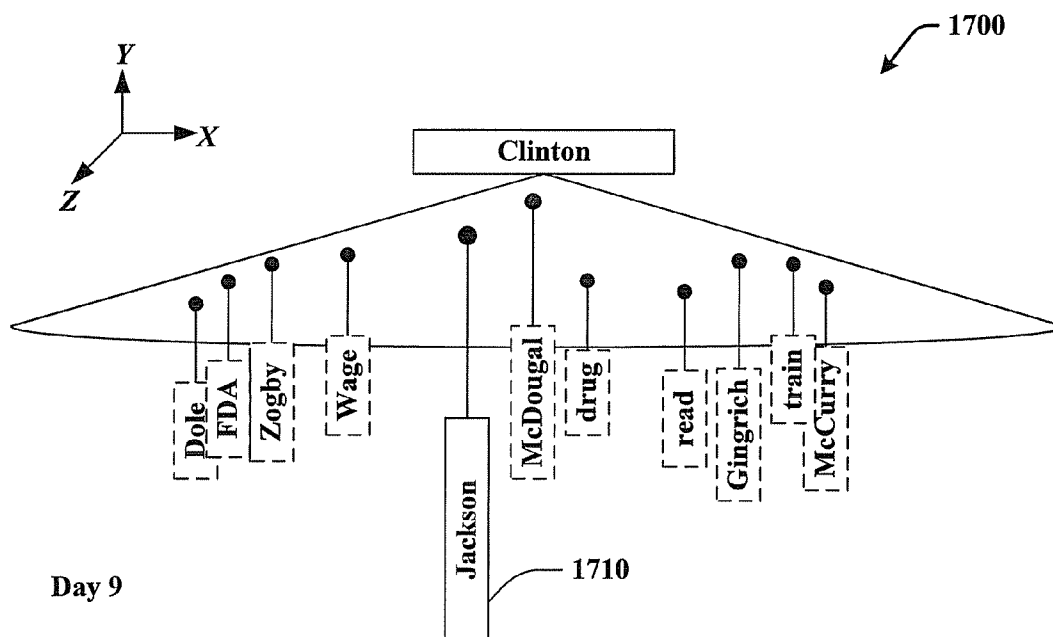 1700
Y
X
Z
Clinton
Dole
FDA
Zogby
Wage
Jackson
McDougal
drug
read
Gingrich
train
McCurry
1710
Day 9